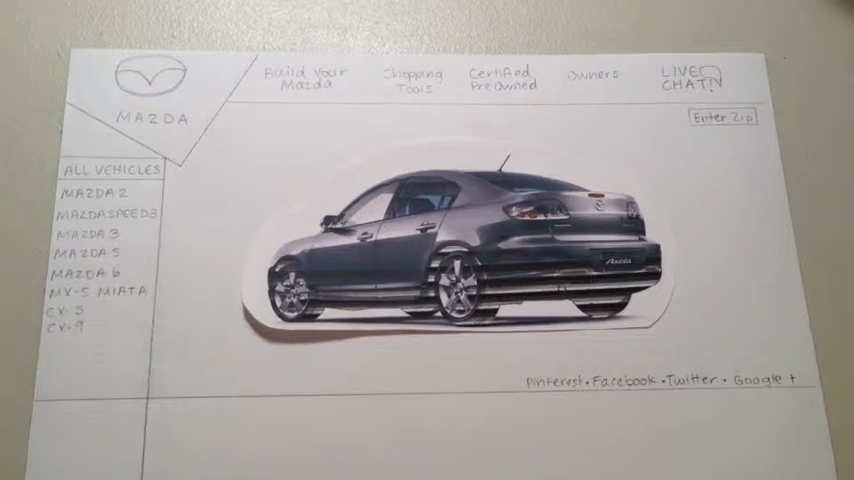 Build Your
Mazda
Shopping
Tools
Certified
Pre Owned
Owners
LIVE
CHAT!
MAZDA
Enter Zip
ALL VEHICLES
MAZDA 2
MAZDASPEED3
MAZDA 3
MAZDA 5
MAZDA 6
MX-5 MIATA
CX-5
CX-9
Axela
Pinterest • Facebook • Twitter • Google +